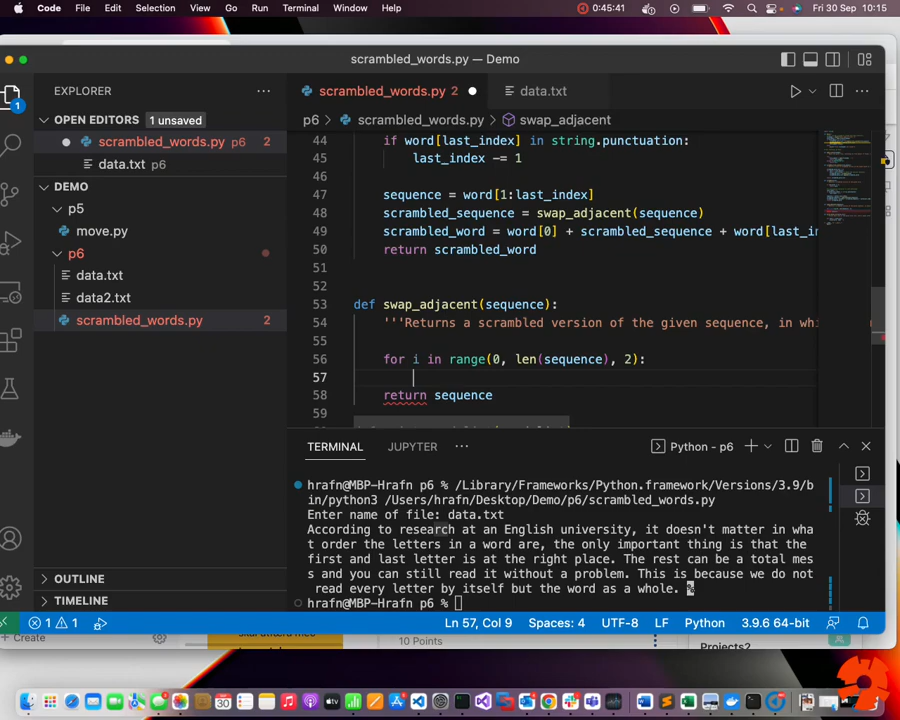 Code File Edit Selection View Go Run Terminal Window Help 0:45:41 Fri 30 Sep 10:15
scrambled_words.py — Demo
EXPLORER
scrambled_words.py 2
data.txt
OPEN EDITORS 1 unsaved
p6 > scrambled_words.py > swap_adjacent
scrambled_words.py p6 2
data.txt p6
DEMO
p5
move.py
p6
data.txt
data2.txt
scrambled_words.py 2
44 if word[last_index] in string.punctuation:
45 last_index -= 1
46
47 sequence = word[1:last_index]
48 scrambled_sequence = swap_adjacent(sequence)
49 scrambled_word = word[0] + scrambled_sequence + word[last_in
50 return scrambled_word
51
52
53 def swap_adjacent(sequence):
54 '''Returns a scrambled version of the given sequence, in whi
55
56 for i in range(0, len(sequence), 2):
57
58 return sequence
59
TERMINAL JUPYTER ··· Python - p6
hrafn@MBP-Hrafn p6 % /Library/Frameworks/Python.framework/Versions/3.9/b
in/python3 /Users/hrafn/Desktop/Demo/p6/scrambled_words.py
Enter name of file: data.txt
According to research at an English university, it doesn't matter in wha
t order the letters in a word are, the only important thing is that the
first and last letter is at the right place. The rest can be a total mes
s and you can still read it without a problem. This is because we do not
read every letter by itself but the word as a whole. %
hrafn@MBP-Hrafn p6 %
OUTLINE
TIMELINE
1 1 Ln 57, Col 9 Spaces: 4 UTF-8 LF Python 3.9.6 64-bit
Create
10 Points
Projects?
30